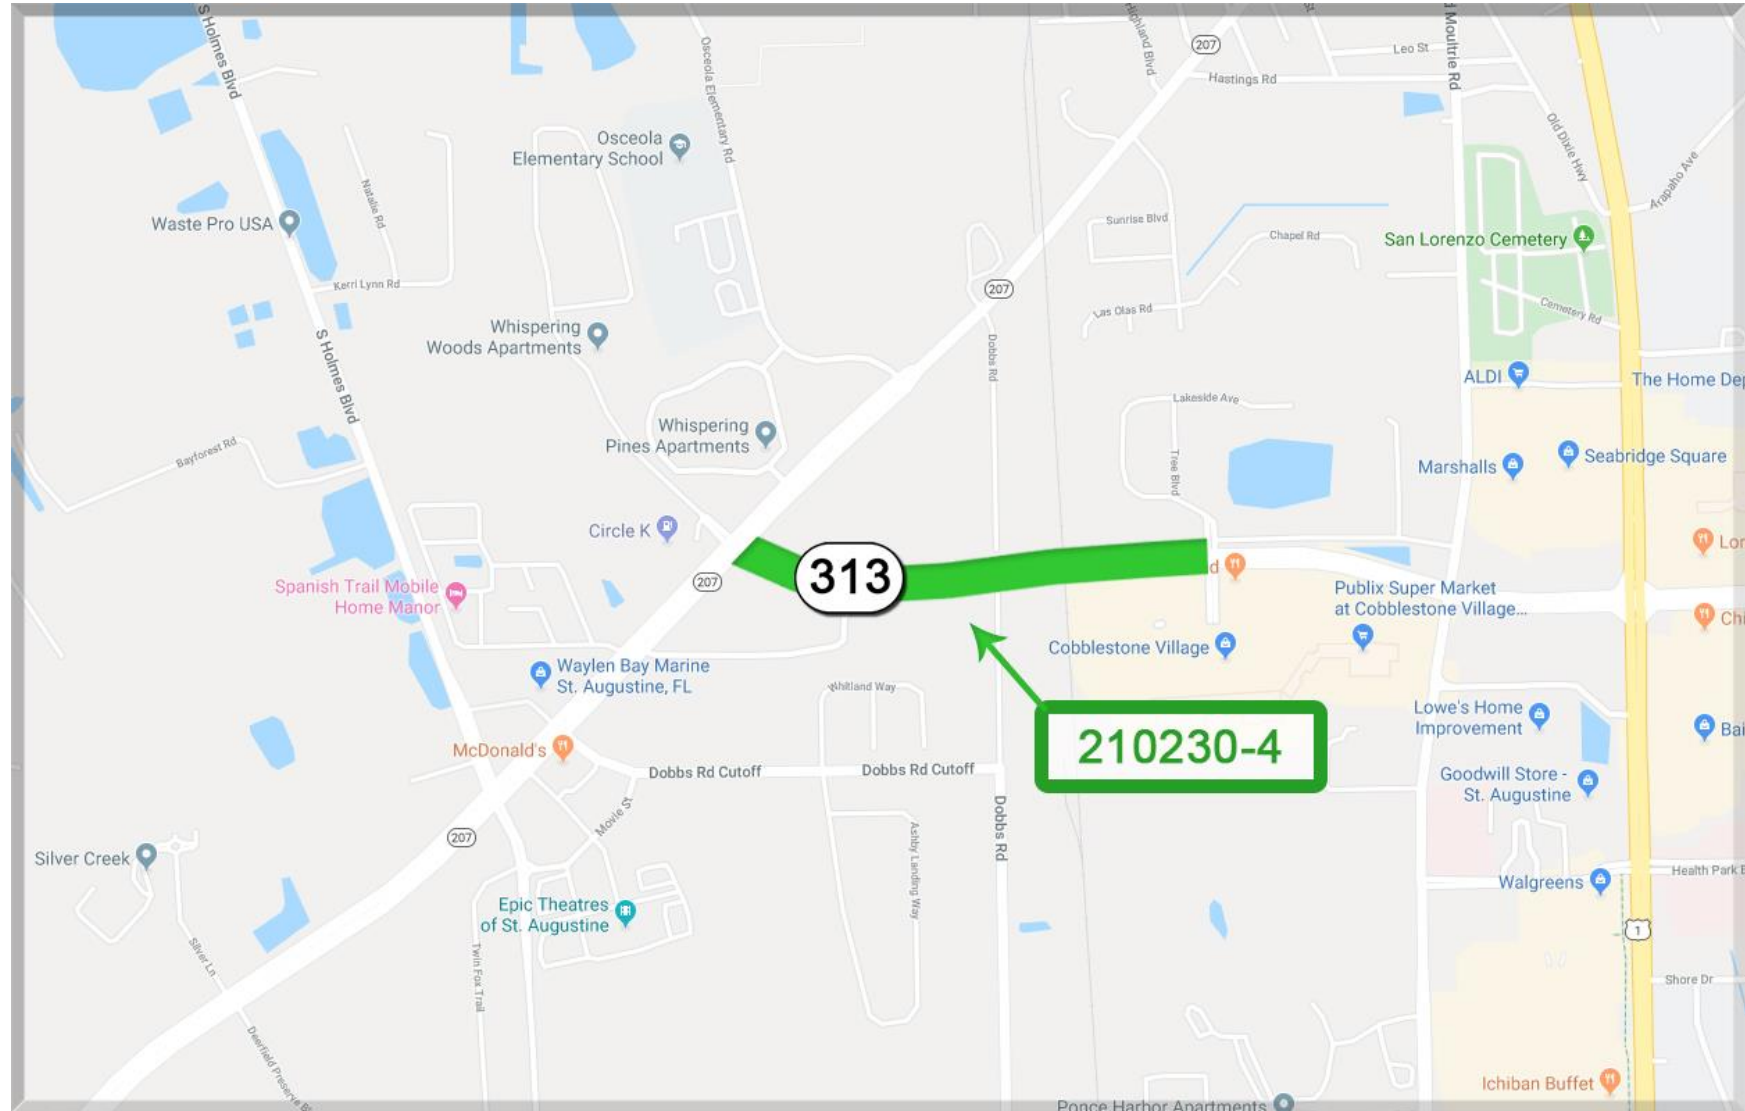 S Holmes Blvd
Osceola Elementary Rd
Highland Blvd
207
Hastings Rd
Leo St
Moultrie Rd
Old Dixie Hwy
Arapaho Ave
Osceola
Elementary School
Natalie Rd
Waste Pro USA
Kerri Lynn Rd
Sunrise Blvd
Chapel Rd
San Lorenzo Cemetery
Cemetery Rd
207
Las Olas Rd
Whispering
Woods Apartments
S Holmes Blvd
Dobbs Rd
ALDI
The Home De
Lakeside Ave
Whispering
Pines Apartments
Bayforest Rd
Tree Blvd
Marshalls
Seabridge Square
Circle K
313
207
d
Lor
Spanish Trail Mobile
Home Manor
Publix Super Market
at Cobblestone Village...
Chi
Cobblestone Village
Waylen Bay Marine
St. Augustine, FL
Whitland Way
Lowe's Home
Improvement
Bai
210230-4
McDonald's
Dobbs Rd Cutoff
Dobbs Rd Cutoff
Goodwill Store -
St. Augustine
Movie St
Dobbs Rd
207
Ashby Landing Way
Silver Creek
Health Park
Walgreens
Epic Theatres
of St. Augustine
1
Silver Ln
Twin Fox Trail
Shore Dr
Deerfield Preserve B
Ichiban Buffet
Ponce Harbor Apartments